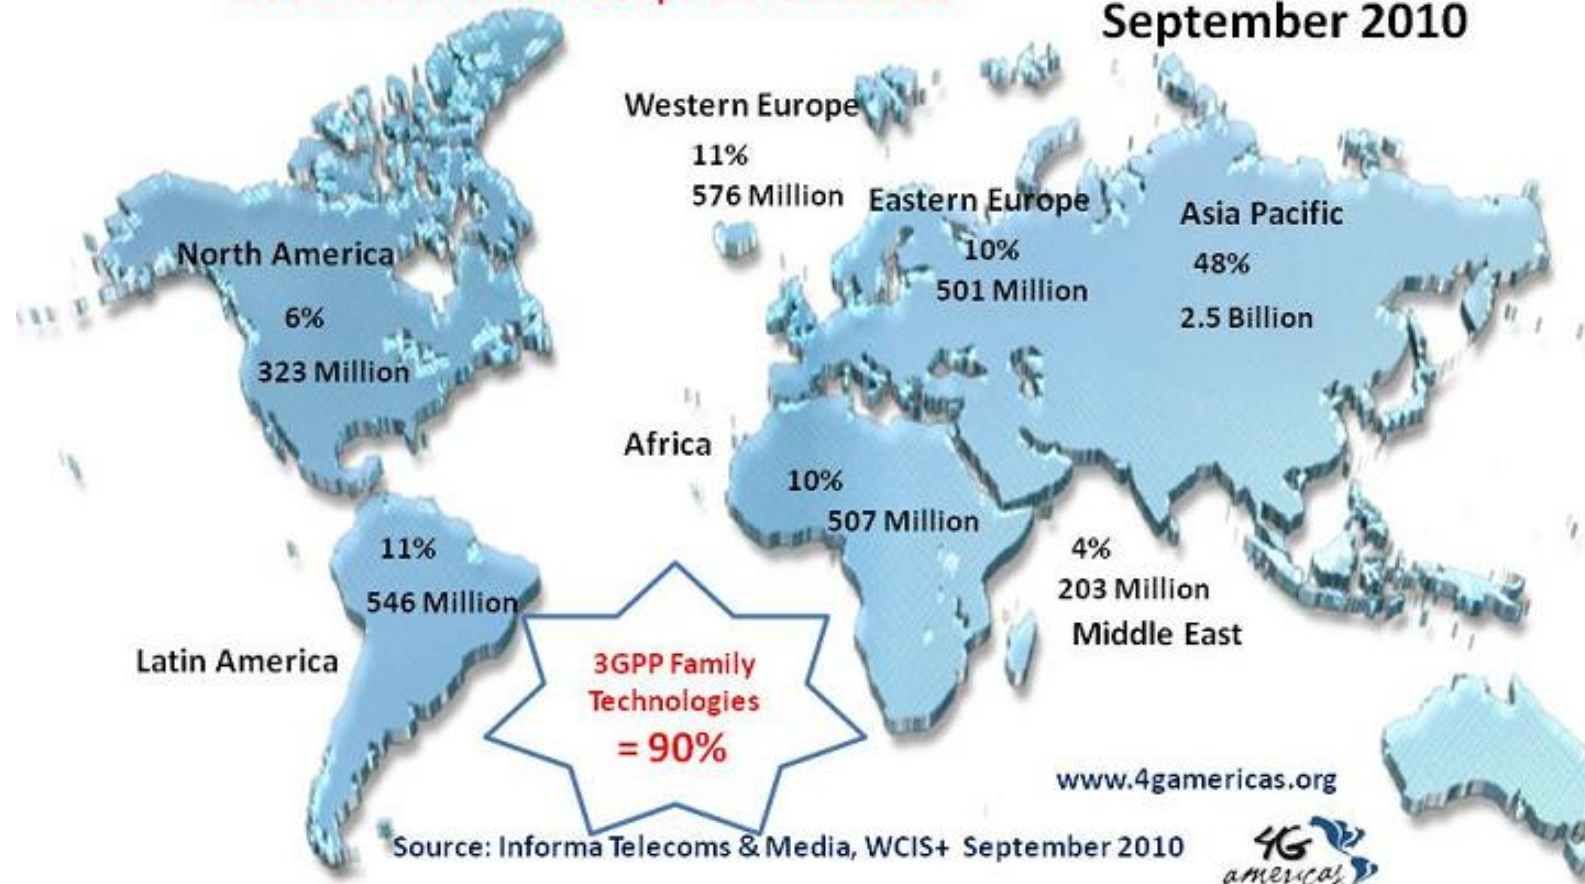 September 2010
Western Europe
11%
576 Million
Eastern Europe
10%
501 Million
Asia Pacific
48%
2.5 Billion
North America
6%
323 Million
Africa
10%
507 Million
4%
203 Million
Middle East
11%
546 Million
Latin America
3GPP Family
Technologies
= 90%
www.4gamericas.org
Source: Informa Telecoms & Media, WCIS+ September 2010
4G
americas